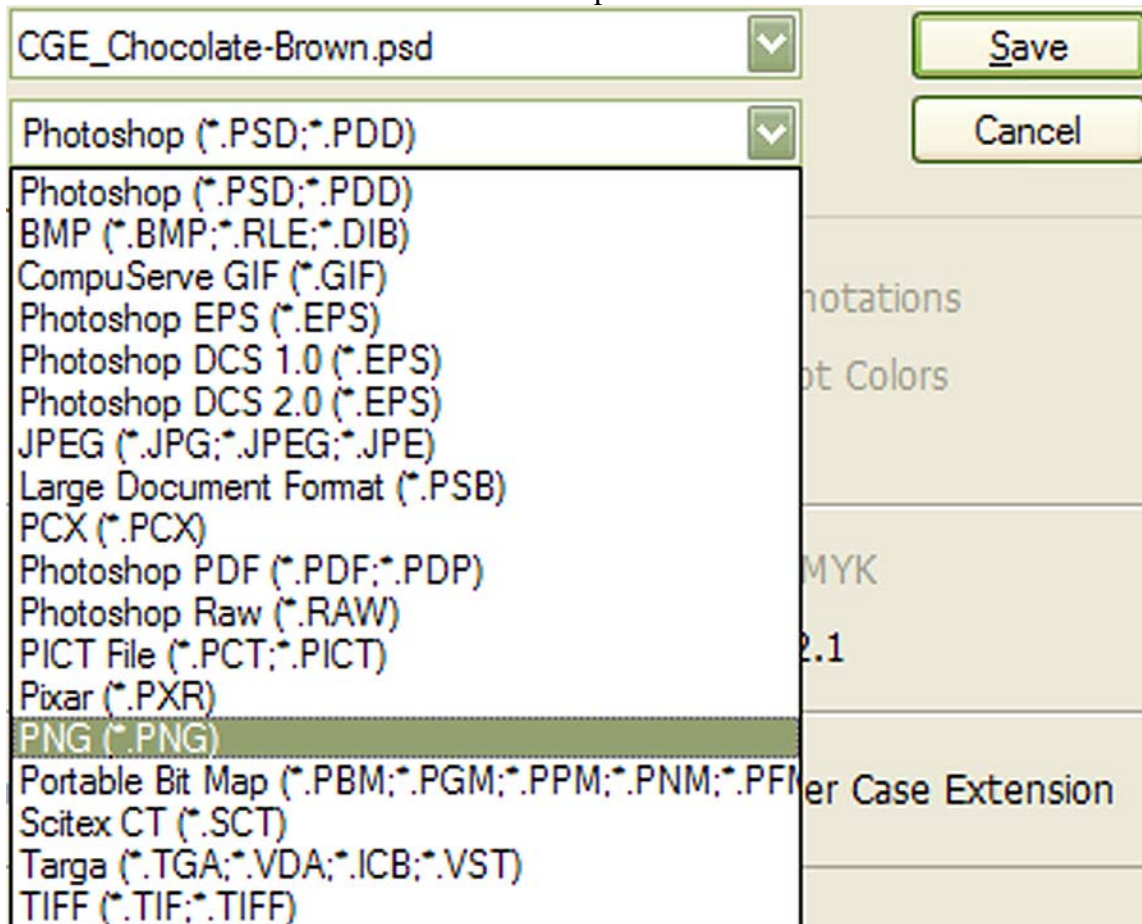 CGE_Chocolate-Brown.psd
Save
Photoshop (*.PSD;*.PDD)
Cancel
Photoshop (*.PSD;*.PDD)
BMP (*.BMP;*.RLE;*.DIB)
CompuServe GIF (*.GIF)
Photoshop EPS (*.EPS)
notations
Photoshop DCS 1.0 (*.EPS)
ot Colors
Photoshop DCS 2.0 (*.EPS)
JPEG (*.JPG;*.JPEG;*.JPE)
Large Document Format (*.PSB)
PCX (*.PCX)
Photoshop PDF (*.PDF;*.PDP)
MYK
Photoshop Raw (*.RAW)
PICT File (*.PCT;*.PICT)
2.1
Pixar (*.PXR)
PNG (*.PNG)
Portable Bit Map (*.PBM;*.PGM;*.PPM;*.PNM;*.PFM
er Case Extension
Scitex CT (*.SCT)
Targa (*.TGA;*.VDA;*.ICB;*.VST)
TIFF (*.TIF;*.TIFF)